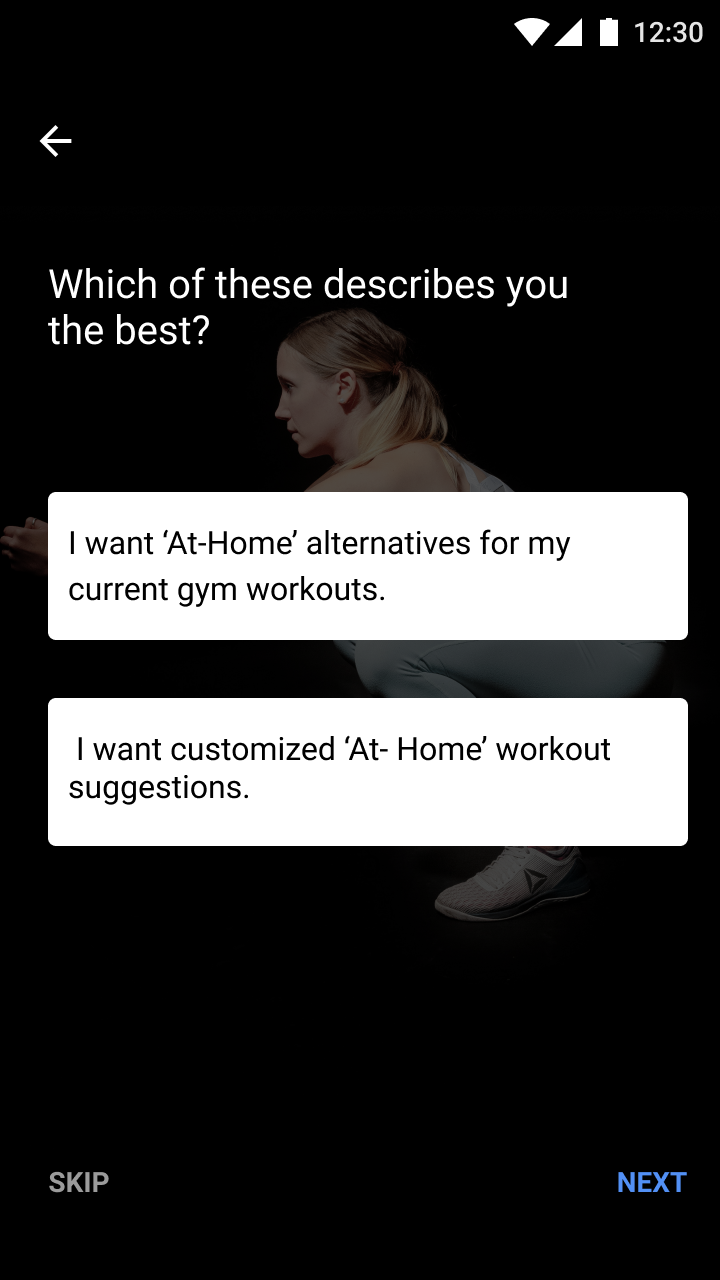 12:30
Which of these describes you
the best?
I want ‘At-Home’ alternatives for my
current gym workouts.
I want customized ‘At- Home’ workout
suggestions.
SKIP
NEXT